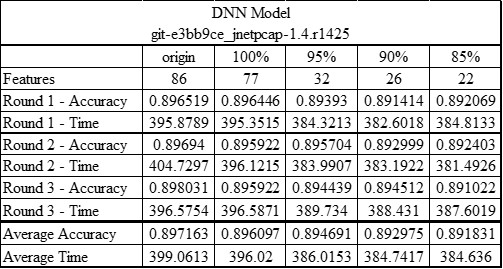 DNN Model
git-e3bb9ce_jnetpcap-1.4.r1425
origin 100% 95% 90% 85%
Features 86 77 32 26 22
Round 1 - Accuracy 0.896519 0.896446 0.89393 0.891414 0.892069
Round 1 - Time 395.8789 395.3515 384.3213 382.6018 384.8133
Round 2 - Accuracy 0.89694 0.895922 0.895704 0.892999 0.892403
Round 2 - Time 404.7297 396.1215 383.9907 383.1922 381.4926
Round 3 - Accuracy 0.898031 0.895922 0.894439 0.894512 0.891022
Round 3 - Time 396.5754 396.5871 389.734 388.431 387.6019
Average Accuracy 0.897163 0.896097 0.894691 0.892975 0.891831
Average Time 399.0613 396.02 386.0153 384.7417 384.636